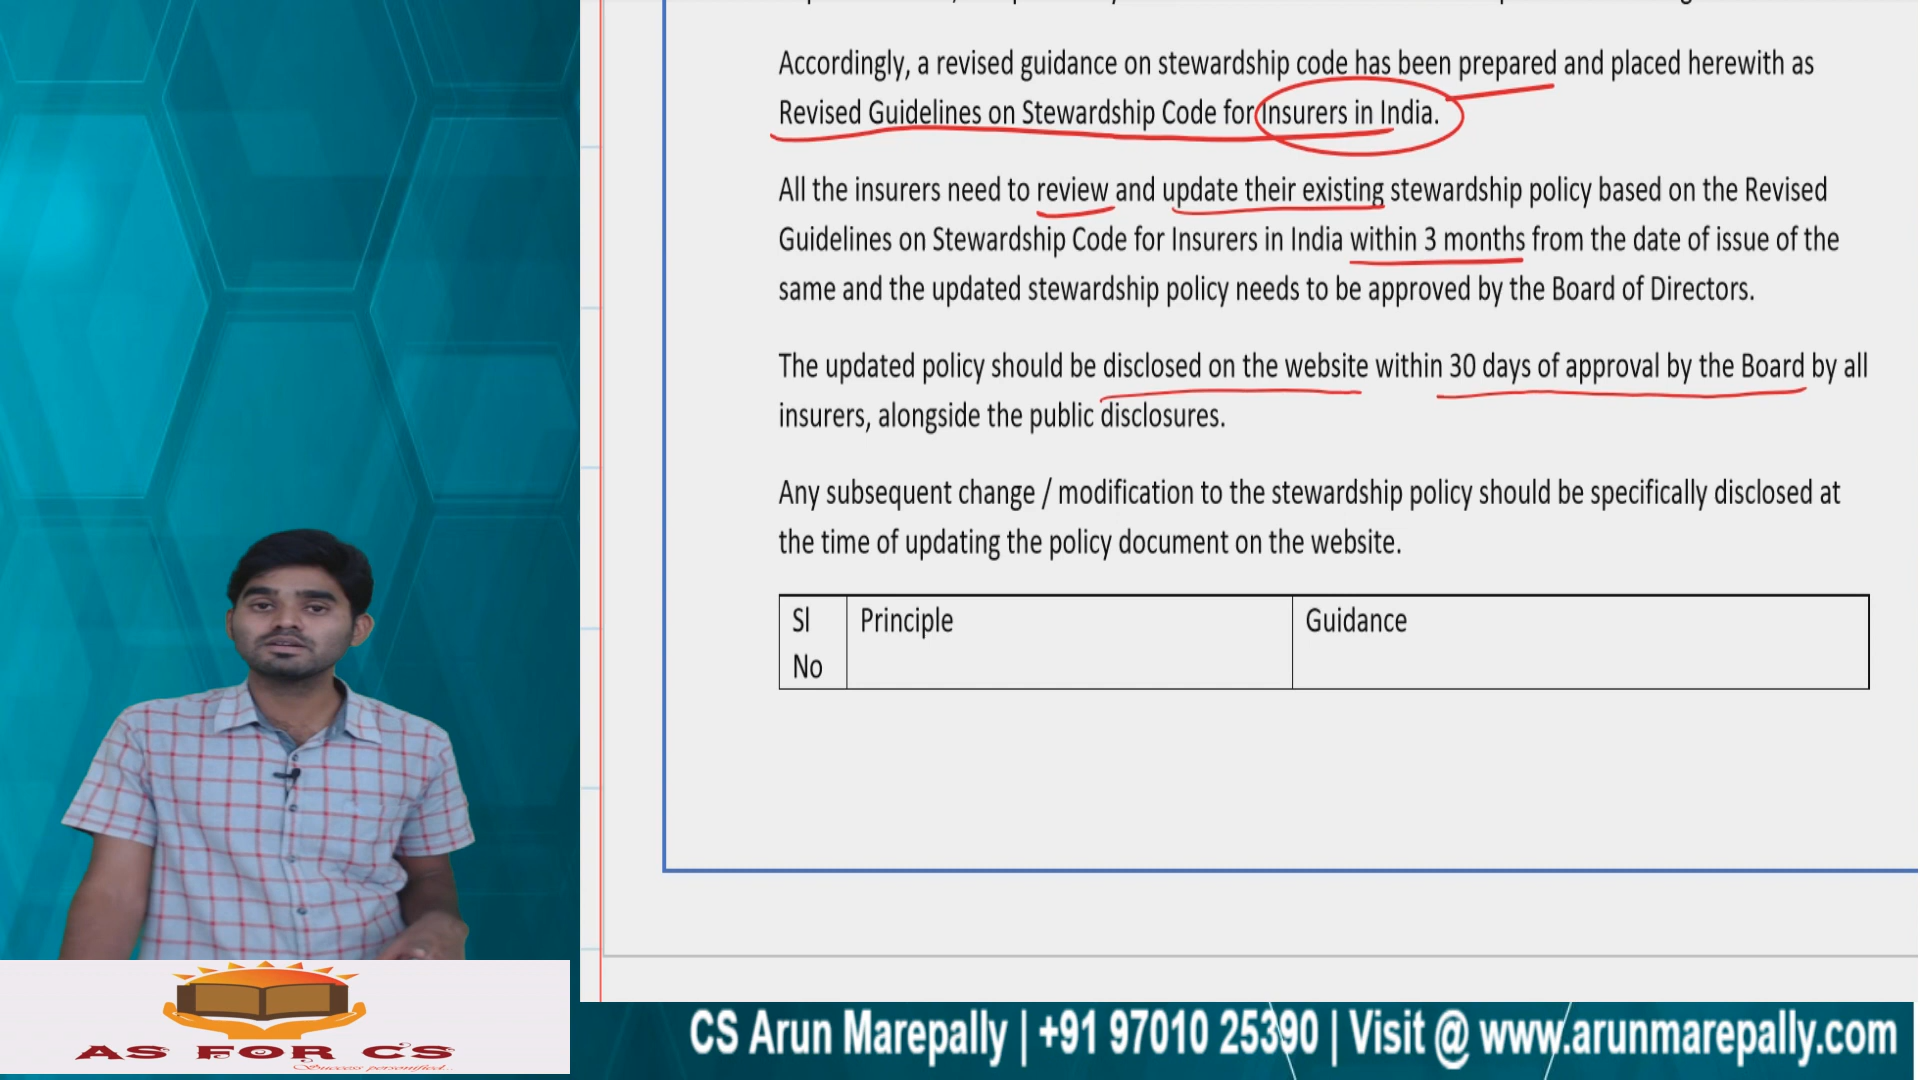 Accordingly, a revised guidance on stewardship code has been prepared and placed herewith as
Revised Guidelines on Stewardship Code for Insurers in India.
All the insurers need to review and update their existing stewardship policy based on the Revised
Guidelines on Stewardship Code for Insurers in India within 3 months from the date of issue of the
same and the updated stewardship policy needs to be approved by the Board of Directors.
The updated policy should be disclosed on the website within 30 days of approval by the Board by all
insurers, alongside the public disclosures.
Any subsequent change / modification to the stewardship policy should be specifically disclosed at
the time of updating the policy document on the website.
Sl No
Principle
Guidance
AS FOR CS
Success personified...
CS Arun Marepally | +91 97010 25390 | Visit @ www.arunmarepally.com